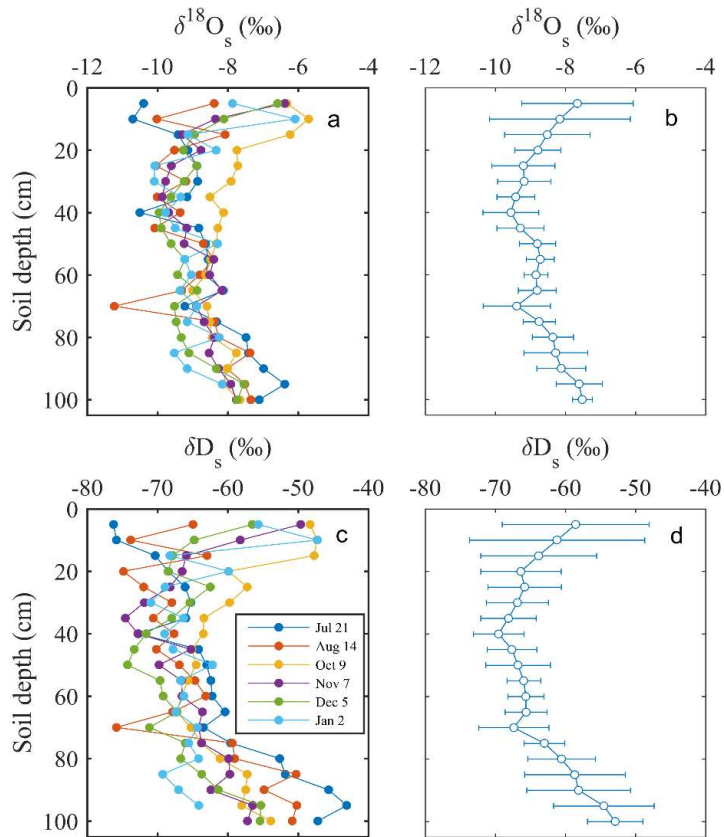 δ¹⁸Oₛ (‰)
δ¹⁸Oₛ (‰)
-12 -10 -8 -6 -4
-12 -10 -8 -6 -4
0
20
40
60
80
100
Soil depth (cm)
a
b
δDₛ (‰)
δDₛ (‰)
-80 -70 -60 -50 -40
-80 -70 -60 -50 -40
0
20
40
60
80
100
Soil depth (cm)
c
d
Jul 21
Aug 14
Oct 9
Nov 7
Dec 5
Jan 2